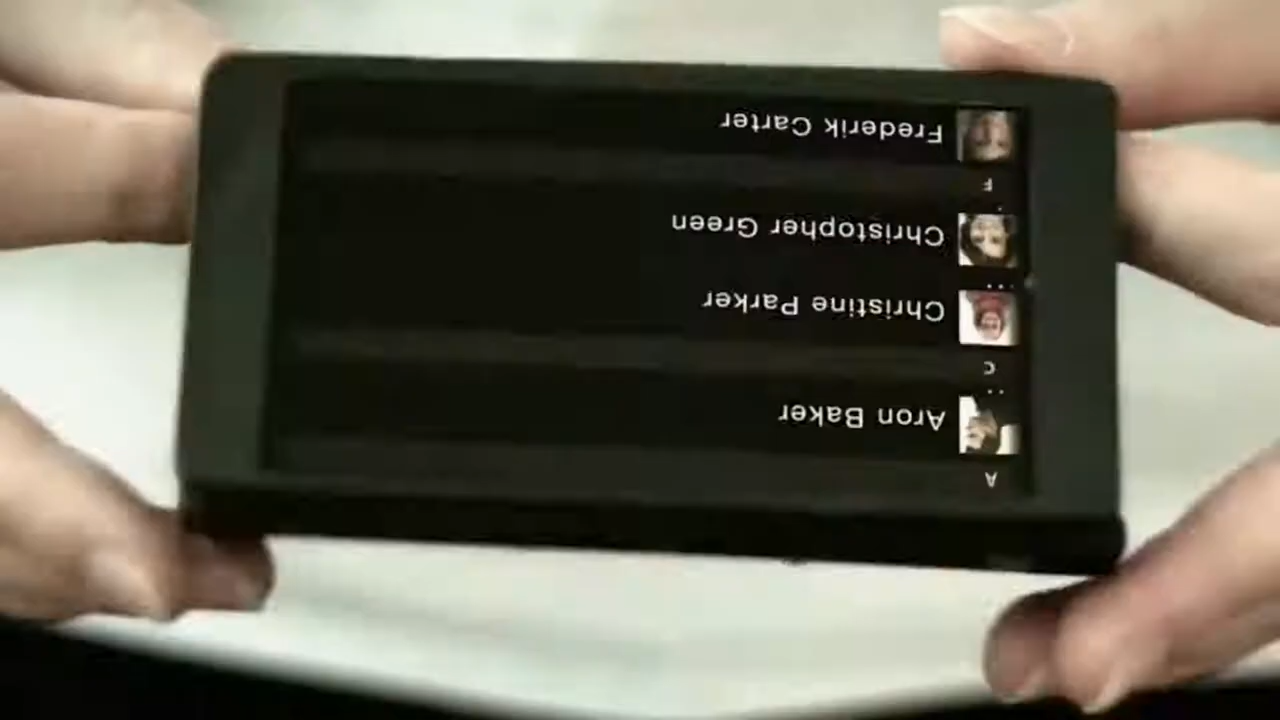 A
Aron Baker
C
Christine Parker
Christopher Green
F
Frederik Carter